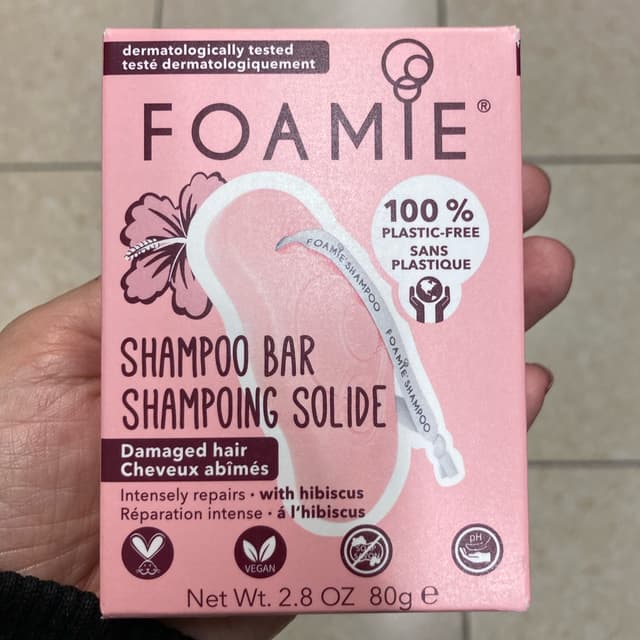 dermatologically tested
testé dermatologiquement
FOAMIE®
100 %
PLASTIC-FREE
SANS
PLASTIQUE
FOAMIE® SHAMPOO
FOAMIE® SHAMPOO
SHAMPOO BAR
SHAMPOING SOLIDE
Damaged hair
Cheveux abîmés
Intensely repairs · with hibiscus
Réparation intense · á l'hibiscus
VEGAN
pH
Net Wt. 2.8 OZ 80g e